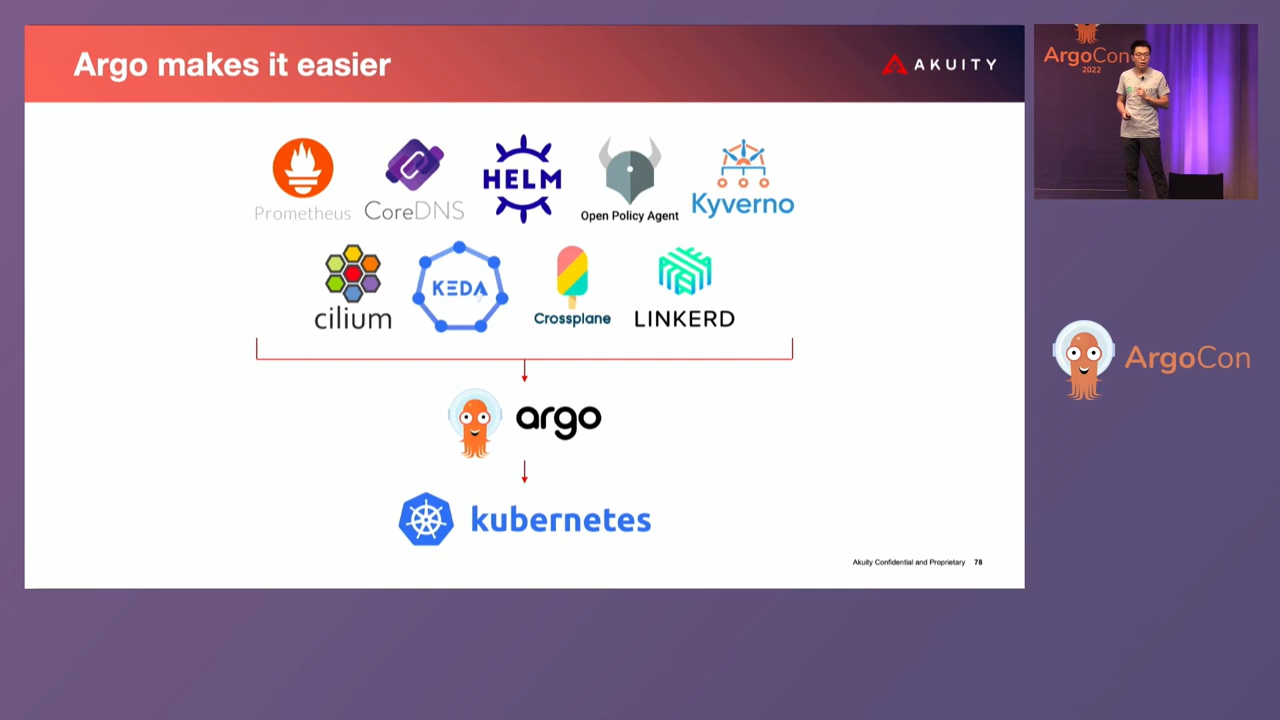 Argo makes it easier
AKUITY
Prometheus
CoreDNS
HELM
Open Policy Agent
Kyverno
cilium
KEDA
Crossplane
LINKERD
argo
kubernetes
Akuity Confidential and Proprietary 78
ArgoCon
2022
ArgoCon